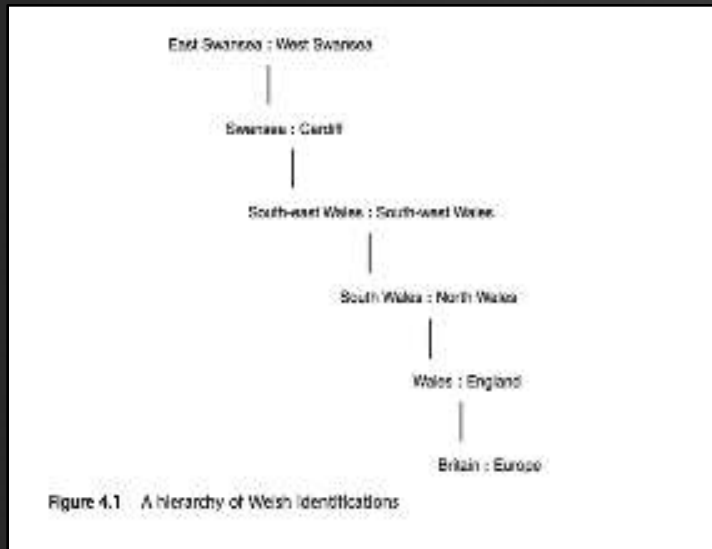 East Swansea : West Swansea
Swansea : Cardiff
South-east Wales : South-west Wales
South Wales : North Wales
Wales : England
Britain : Europe
Figure 4.1 A hierarchy of Welsh identifications